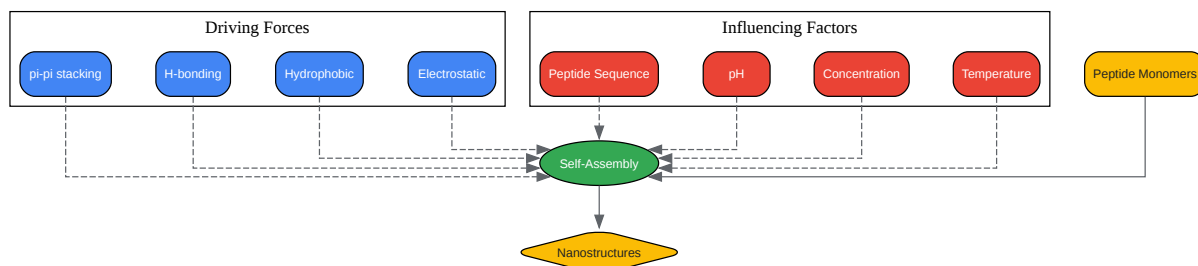 Driving Forces
Influencing Factors
pi-pi stacking
H-bonding
Hydrophobic
Electrostatic
Peptide Sequence
pH
Concentration
Temperature
Peptide Monomers
Self-Assembly
Nanostructures